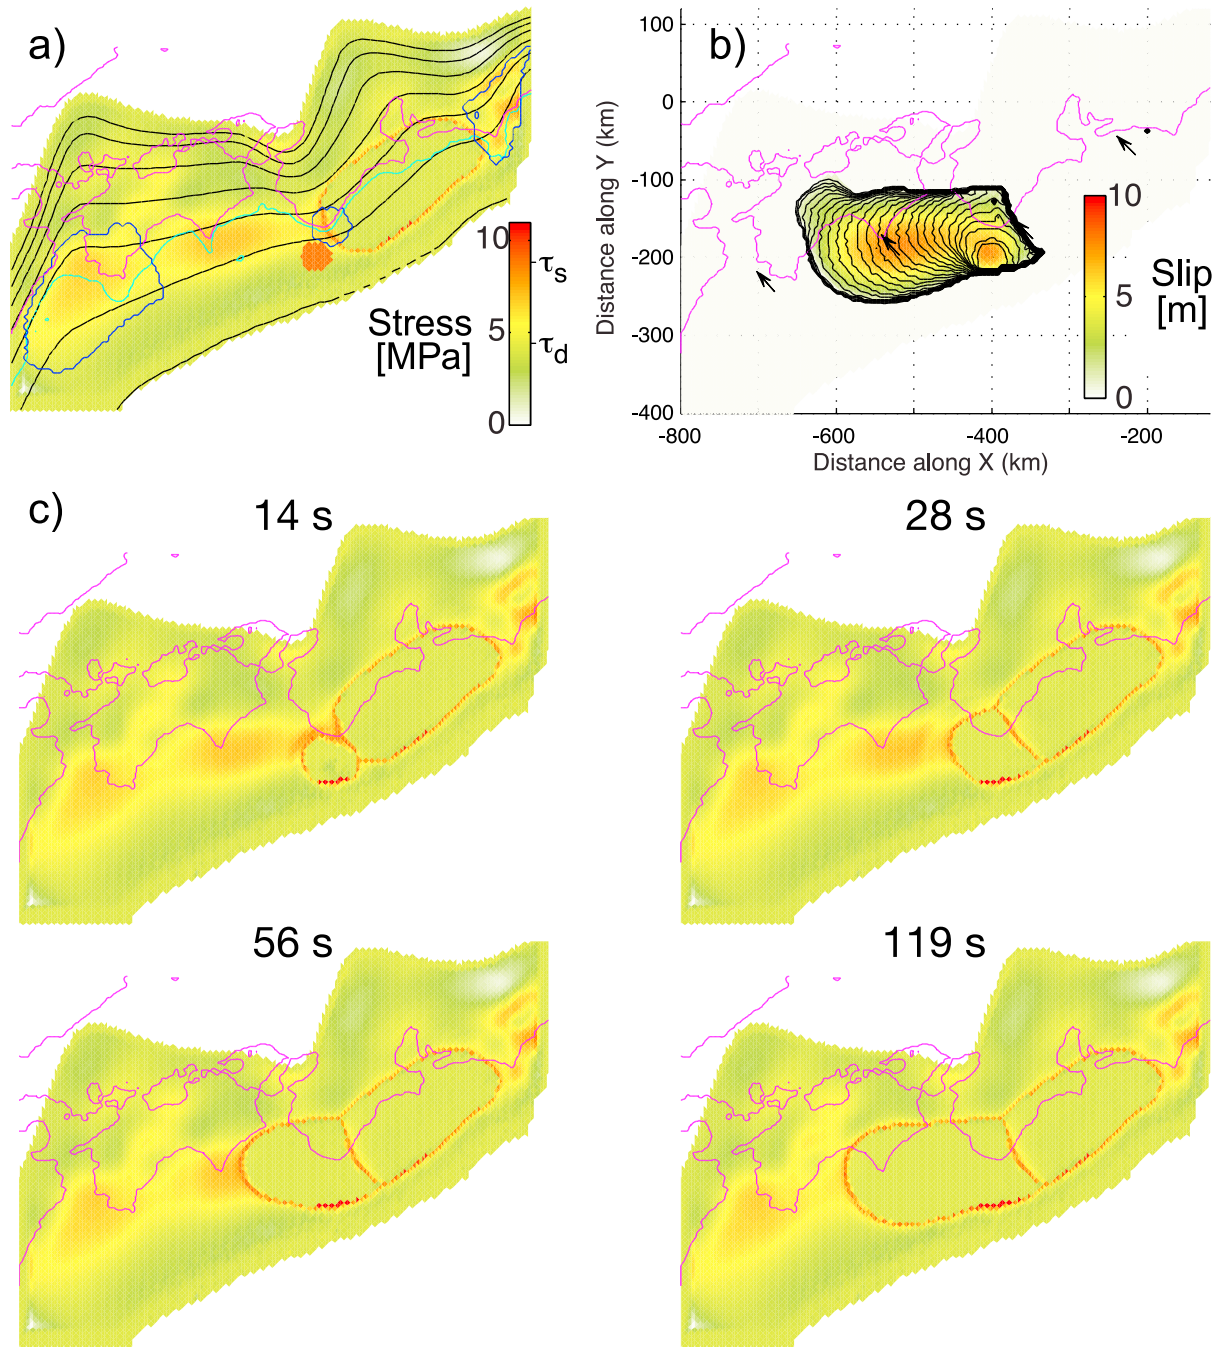 a)
10
τs
5
τd
0
Stress
[MPa]
b)
100
0
-100
-200
-300
-400
Distance along Y (km)
-800
-600
-400
-200
Distance along X (km)
10
5
0
Slip
[m]
c)
14 s
28 s
56 s
119 s